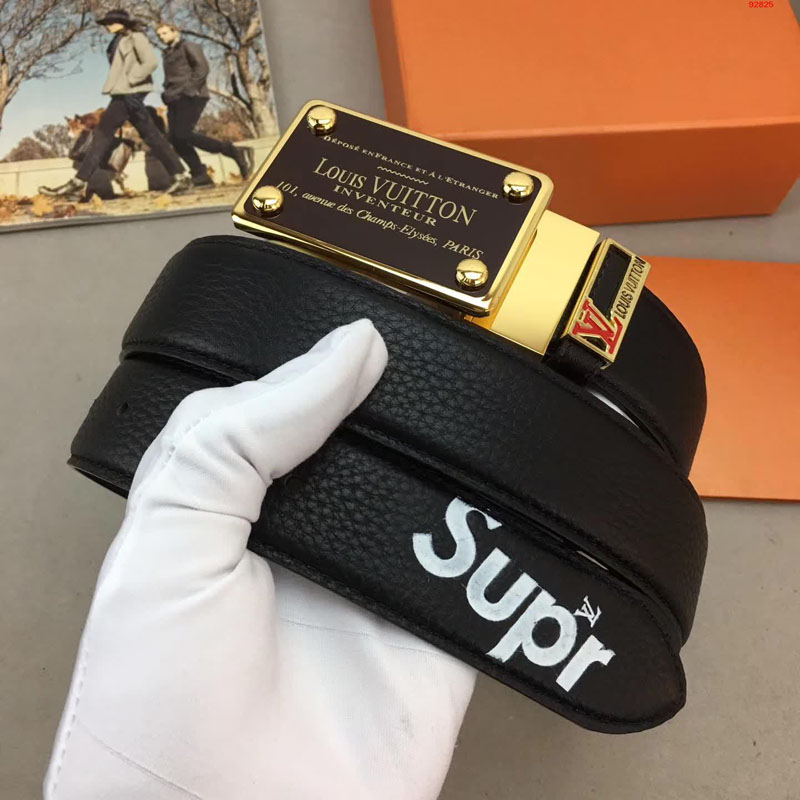 92825
DÉPOSÉ EN FRANCE ET À L'ÉTRANGER
LOUIS VUITTON
INVENTEUR
101, avenue des Champs-Elysées, PARIS
LV LOUIS VUITTON
Supr
LV